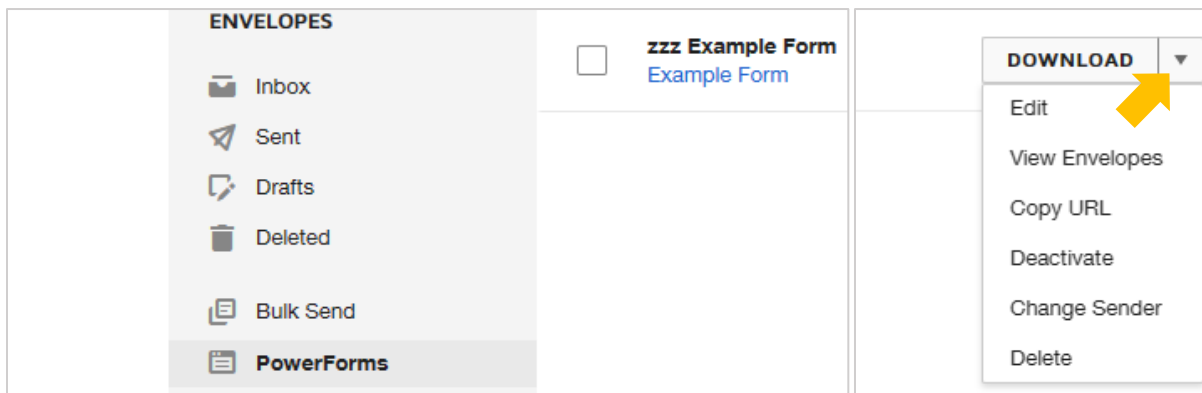 ENVELOPES
Inbox
Sent
Drafts
Deleted
Bulk Send
PowerForms
zzz Example Form
Example Form
DOWNLOAD
Edit
View Envelopes
Copy URL
Deactivate
Change Sender
Delete